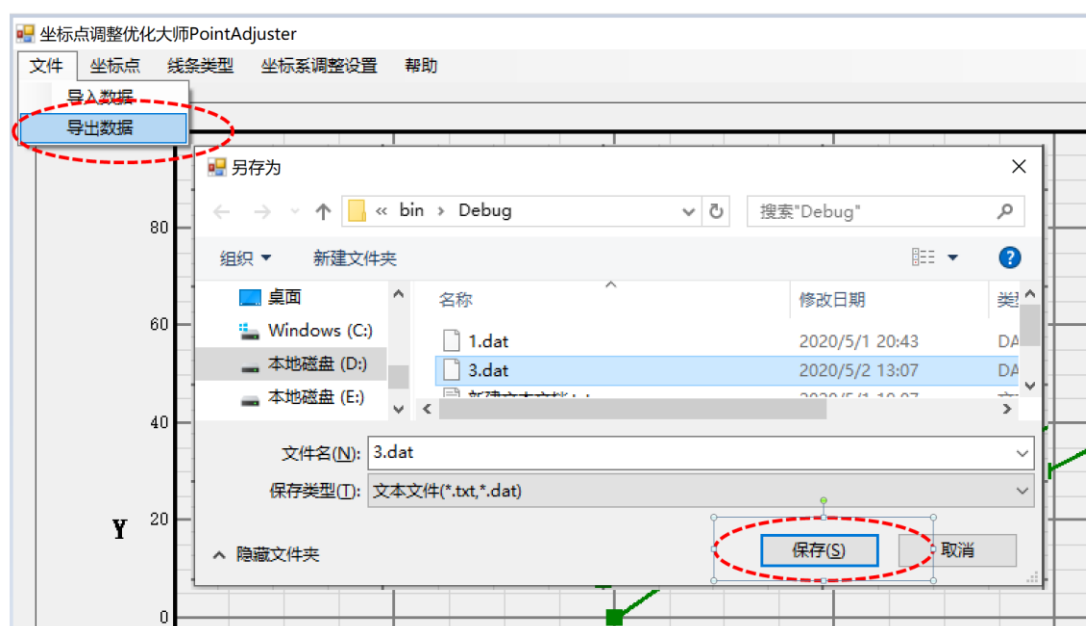 坐标点调整优化大师PointAdjuster
文件 坐标点 线条类型 坐标系调整设置 帮助
导入数据
导出数据
另存为
« bin › Debug 搜索"Debug"
组织 新建文件夹
桌面 名称 修改日期
Windows (C:) 1.dat 2020/5/1 20:43 DA
本地磁盘 (D:) 3.dat 2020/5/2 13:07 DA
本地磁盘 (E:)
文件名(N): 3.dat
保存类型(T): 文本文件(*.txt,*.dat)
隐藏文件夹 保存(S) 取消
80
60
40
Y 20
0